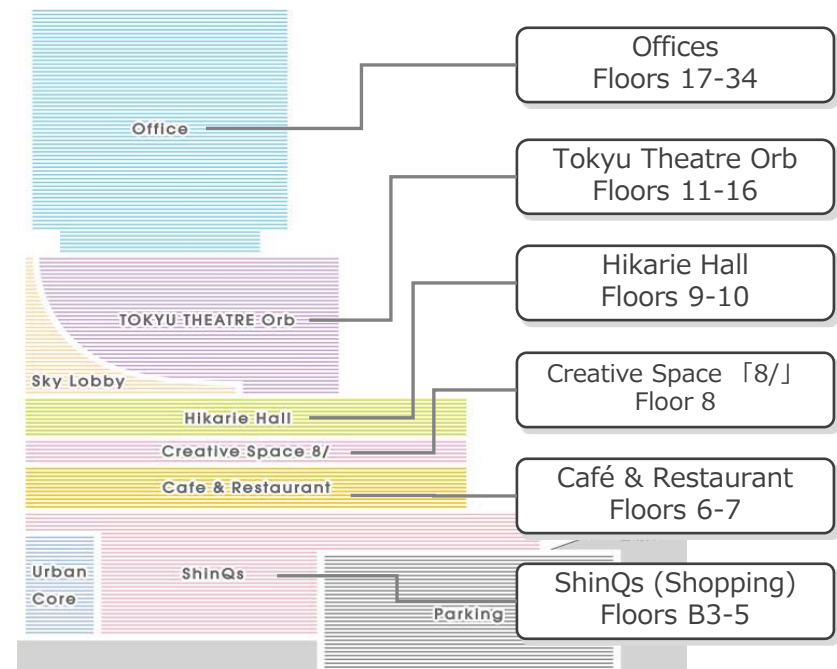 Offices
Floors 17-34
Office
Tokyu Theatre Orb
Floors 11-16
Hikarie Hall
Floors 9-10
TOKYU THEATRE Orb
Sky Lobby
Creative Space 「8/」
Floor 8
Hikarie Hall
Creative Space 8/
Cafe & Restaurant
Café & Restaurant
Floors 6-7
Urban
Core
ShinQs
Parking
ShinQs (Shopping)
Floors B3-5